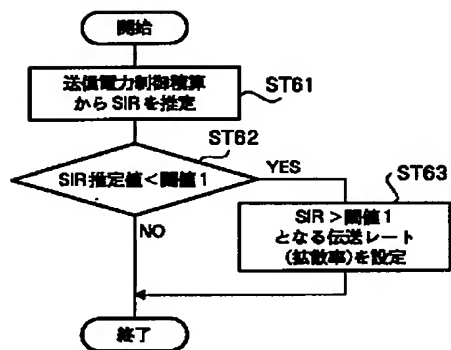 開始
送信電力制御積算
からSIRを推定
ST61
ST62
SIR推定値<閾値1
YES
ST63
NO
SIR>閾値1
となる伝送レート
(拡散率)を設定
終了